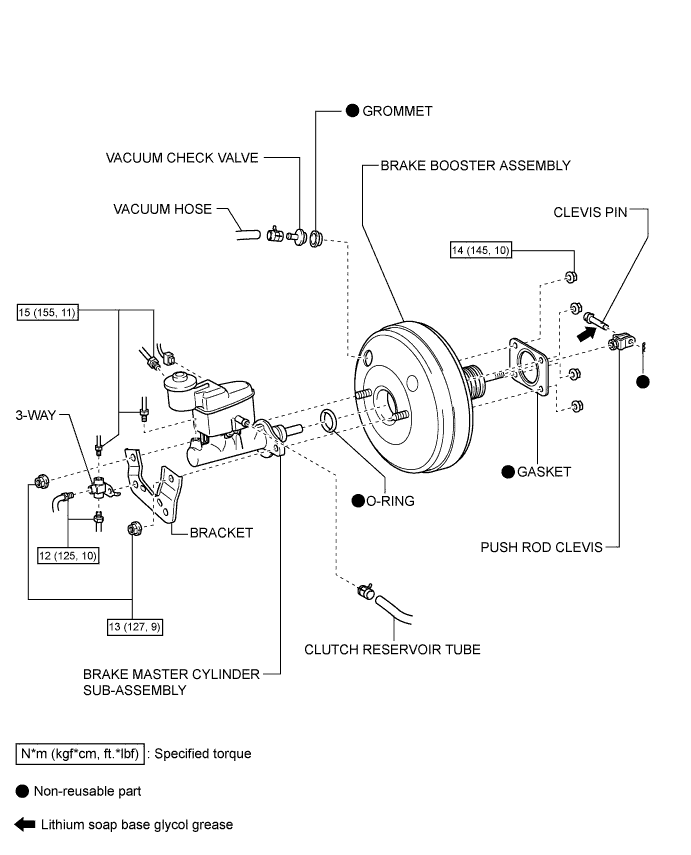 GROMMET
VACUUM CHECK VALVE
BRAKE BOOSTER ASSEMBLY
VACUUM HOSE
CLEVIS PIN
14 (145, 10)
15 (155, 11)
3-WAY
GASKET
O-RING
BRACKET
PUSH ROD CLEVIS
12 (125, 10)
13 (127, 9)
CLUTCH RESERVOIR TUBE
BRAKE MASTER CYLINDER
SUB-ASSEMBLY
N*m (kgf*cm, ft.*lbf) : Specified torque
Non-reusable part
Lithium soap base glycol grease